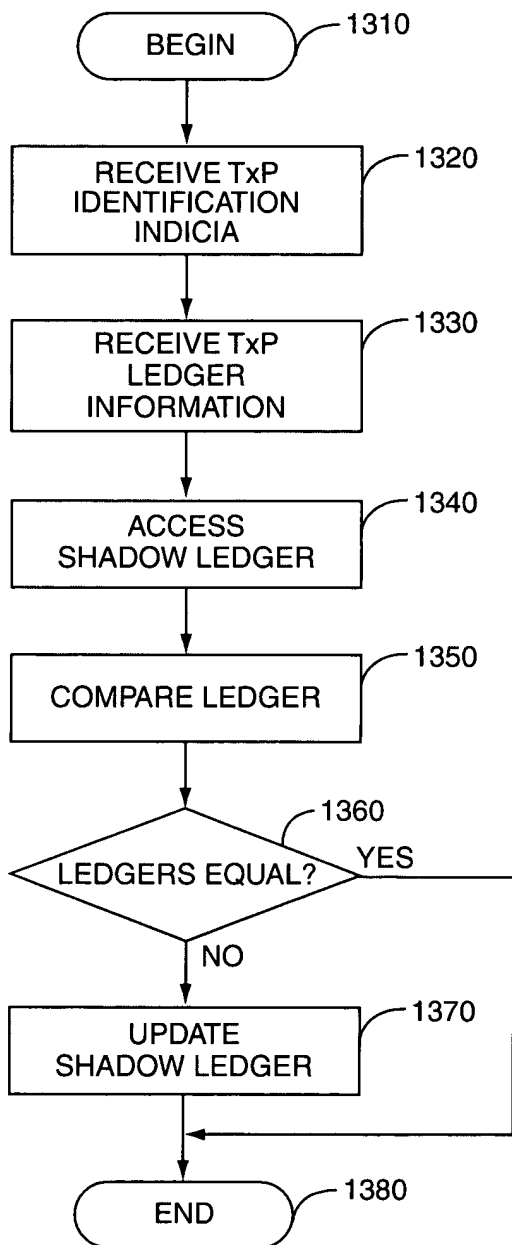 BEGIN
1310
RECEIVE TxP
IDENTIFICATION
INDICIA
1320
RECEIVE TxP
LEDGER
INFORMATION
1330
ACCESS
SHADOW LEDGER
1340
COMPARE LEDGER
1350
LEDGERS EQUAL?
1360
YES
NO
UPDATE
SHADOW LEDGER
1370
END
1380